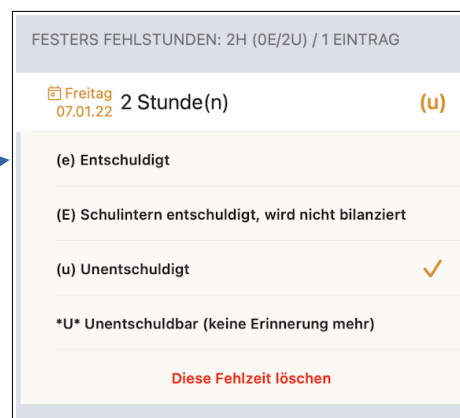 FESTERS FEHLSTUNDEN: 2H (0E/2U) / 1 EINTRAG
Freitag
07.01.22
2 Stunde(n)
(u)
(e) Entschuldigt
(E) Schulintern entschuldigt, wird nicht bilanziert
(u) Unentschuldigt
*U* Unentschuldbar (keine Erinnerung mehr)
Diese Fehlzeit löschen